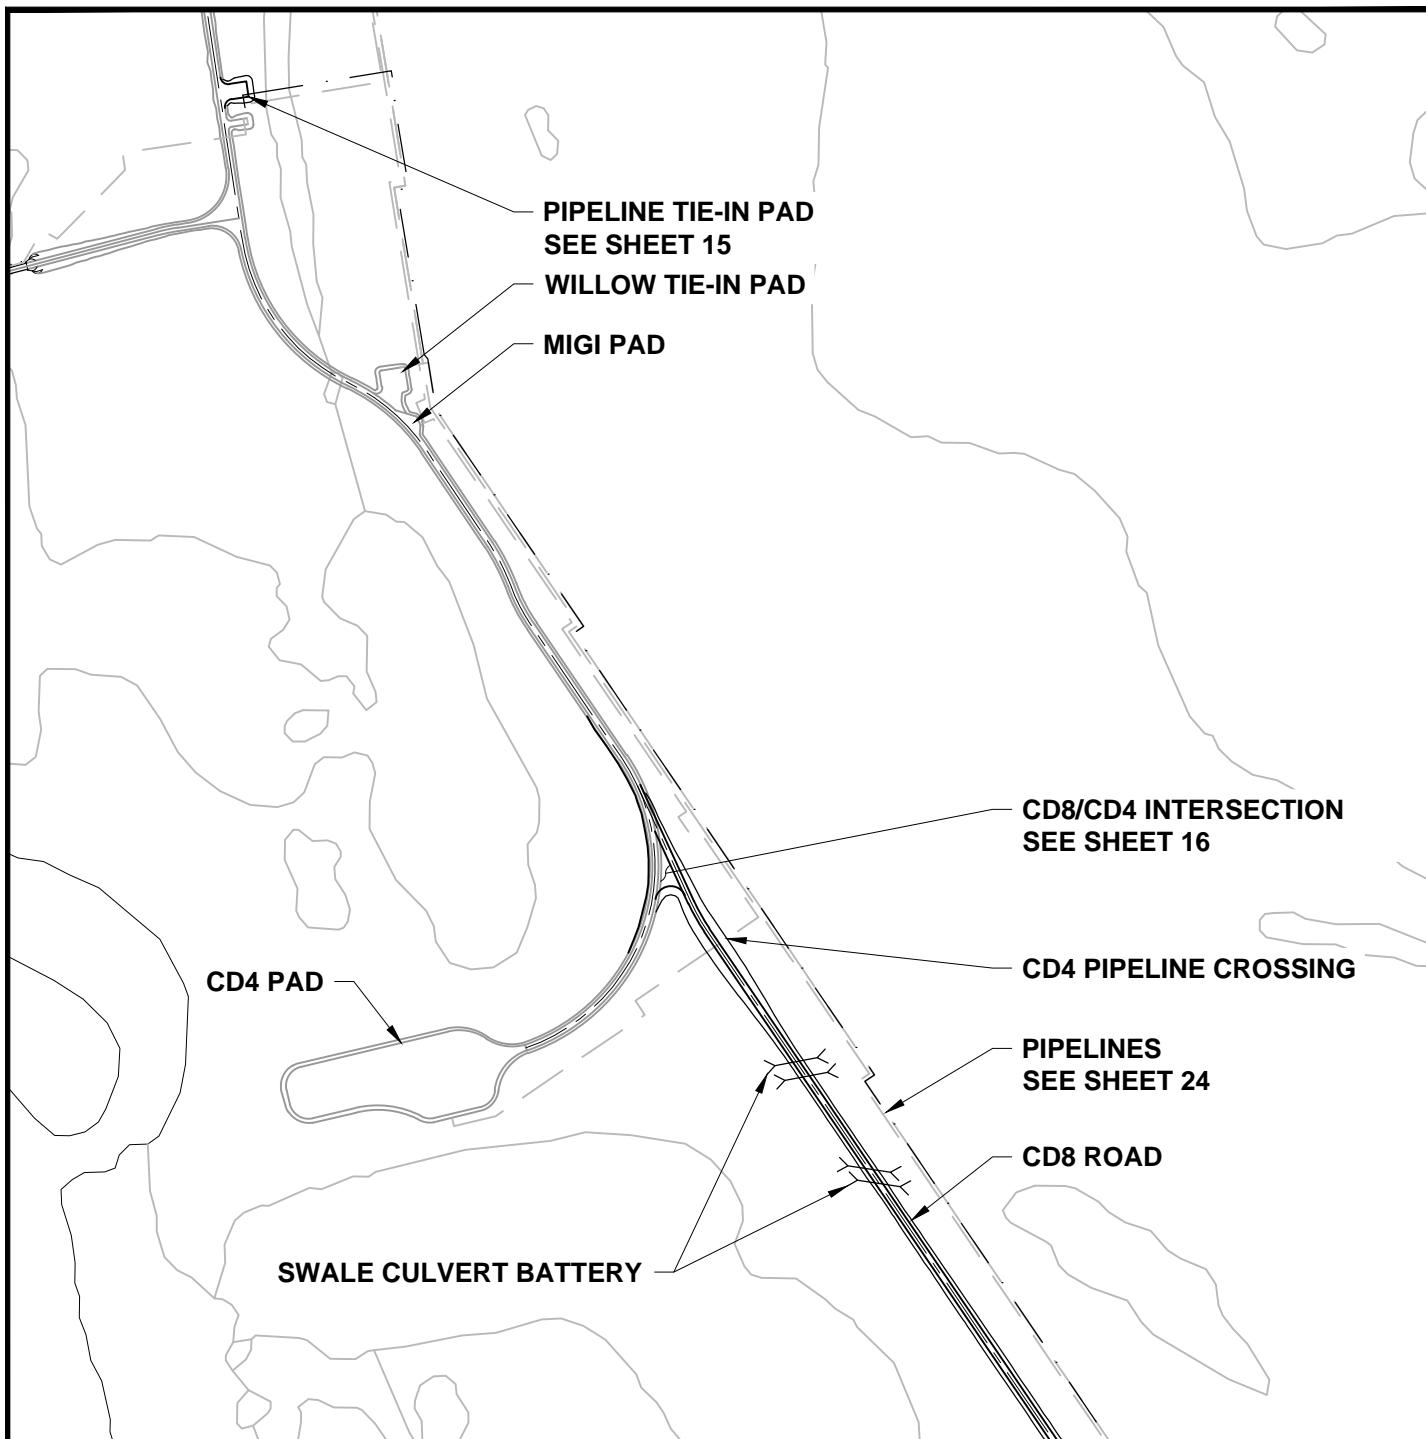 PIPELINE TIE-IN PAD
SEE SHEET 15
WILLOW TIE-IN PAD
MIGI PAD
CD8/CD4 INTERSECTION
SEE SHEET 16
CD4 PIPELINE CROSSING
CD4 PAD
PIPELINES
SEE SHEET 24
CD8 ROAD
SWALE CULVERT BATTERY